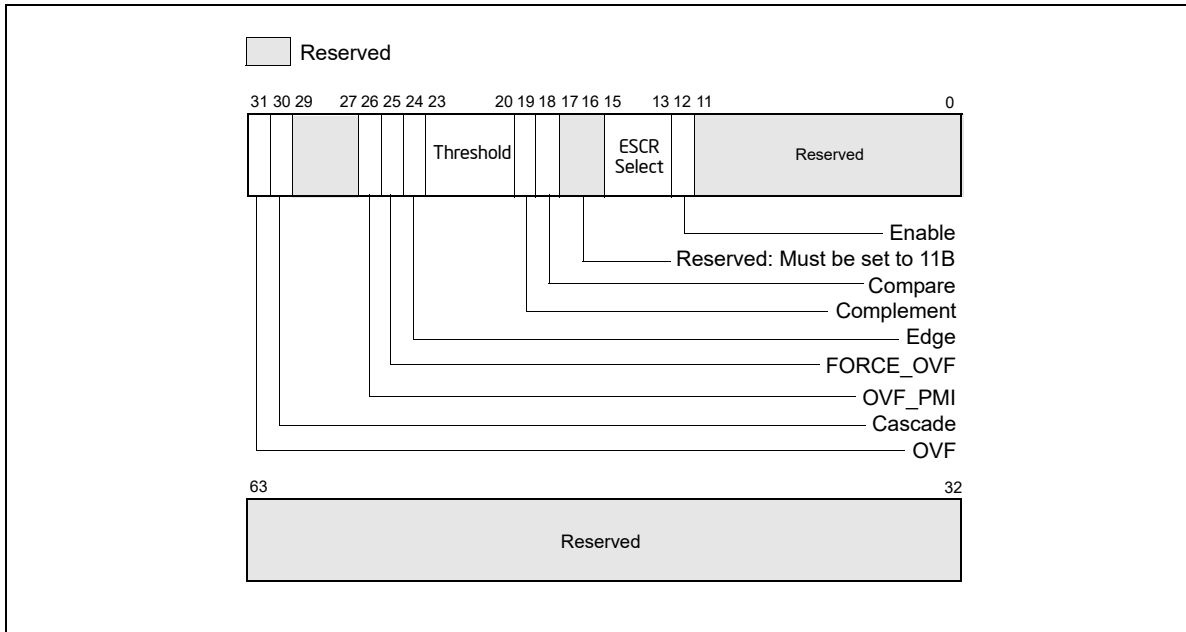 Reserved
31 30 29 27 26 25 24 23 20 19 18 17 16 15 13 12 11 0
Threshold
ESCR
Select
Reserved
Enable
Reserved: Must be set to 11B
Compare
Complement
Edge
FORCE_OVF
OVF_PMI
Cascade
OVF
63 32
Reserved